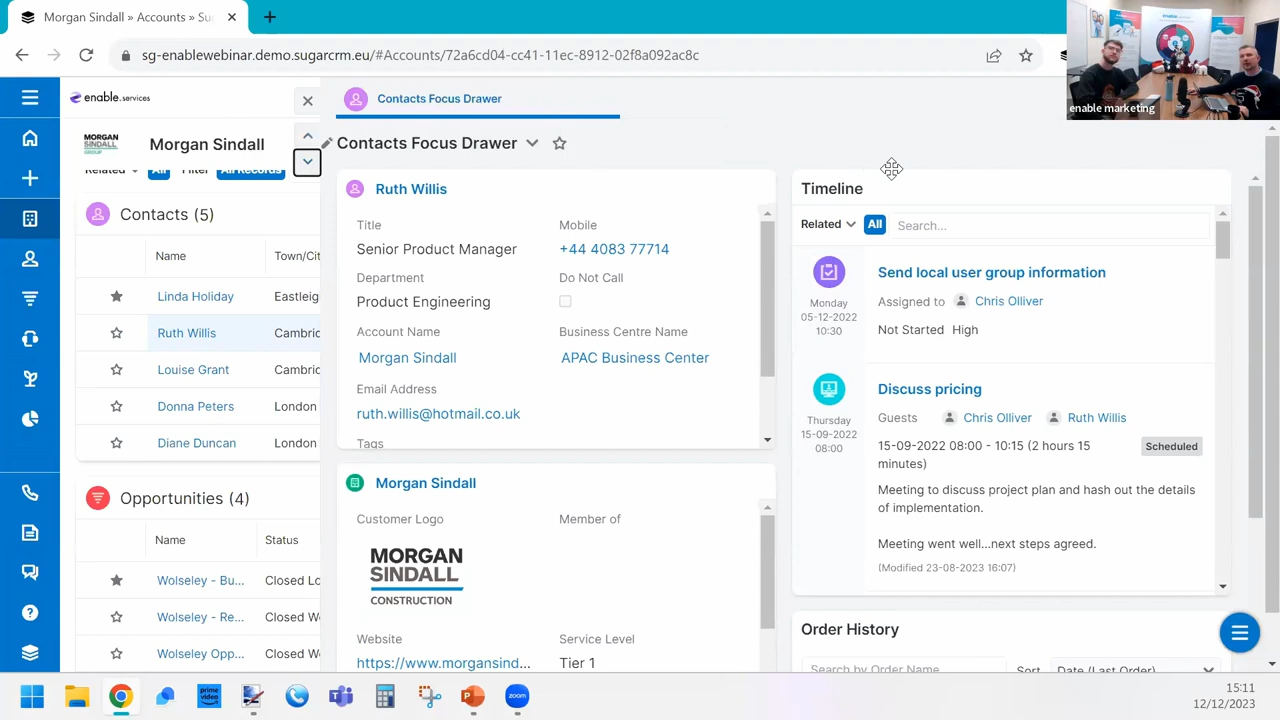 Morgan Sindall » Accounts » Su
sg-enablewebinar.demo.sugarcrm.eu/#Accounts/72a6cd04-cc41-11ec-8912-02f8a092ac8c
enable marketing
enable.services
MORGAN
SINDALL
GROUP
Morgan Sindall
Related
All
Filter
All Records
Contacts (5)
Name
Town/Cit
Linda Holiday
Eastleig
Ruth Willis
Cambric
Louise Grant
Cambric
Donna Peters
London
Diane Duncan
London
Opportunities (4)
Name
Status
Wolseley - Bu...
Closed Lo
Wolseley - Re...
Closed W
Wolseley Opp...
Closed W
Contacts Focus Drawer
Contacts Focus Drawer
Ruth Willis
Title
Mobile
Senior Product Manager
+44 4083 77714
Department
Do Not Call
Product Engineering
Account Name
Business Centre Name
Morgan Sindall
APAC Business Center
Email Address
ruth.willis@hotmail.co.uk
Tags
Morgan Sindall
Customer Logo
Member of
MORGAN
SINDALL
CONSTRUCTION
Website
Service Level
https://www.morgansind...
Tier 1
Timeline
Related
All
Search...
Send local user group information
Monday
05-12-2022
10:30
Assigned to
Chris Olliver
Not Started High
Discuss pricing
Thursday
15-09-2022
08:00
Guests
Chris Olliver
Ruth Willis
15-09-2022 08:00 - 10:15 (2 hours 15
minutes)
Scheduled
Meeting to discuss project plan and hash out the details
of implementation.
Meeting went well...next steps agreed.
(Modified 23-08-2023 16:07)
Order History
Search by Order Name
Sort
Date (Last Order)
prime
video
zoom
15:11
12/12/2023